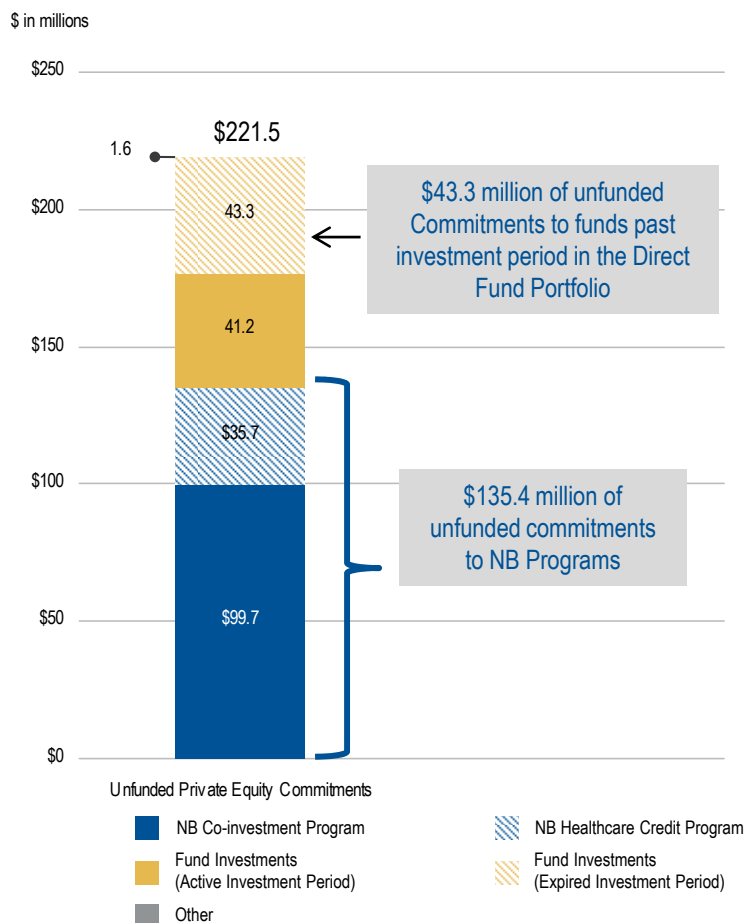 $ in millions
$250
$221.5
1.6
$200
43.3
$43.3 million of unfunded
Commitments to funds past
investment period in the Direct
Fund Portfolio
$150
41.2
$35.7
$100
$135.4 million of
unfunded commitments
to NB Programs
$50
$99.7
$0
Unfunded Private Equity Commitments
NB Co-investment Program
NB Healthcare Credit Program
Fund Investments
(Active Investment Period)
Fund Investments
(Expired Investment Period)
Other